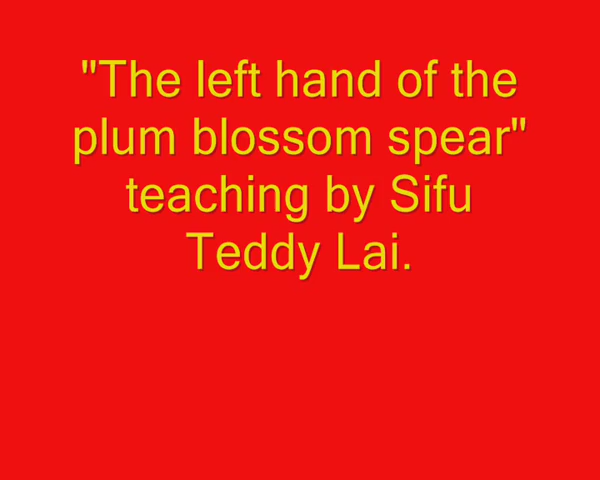 "The left hand of the
plum blossom spear"
teaching by Sifu
Teddy Lai.